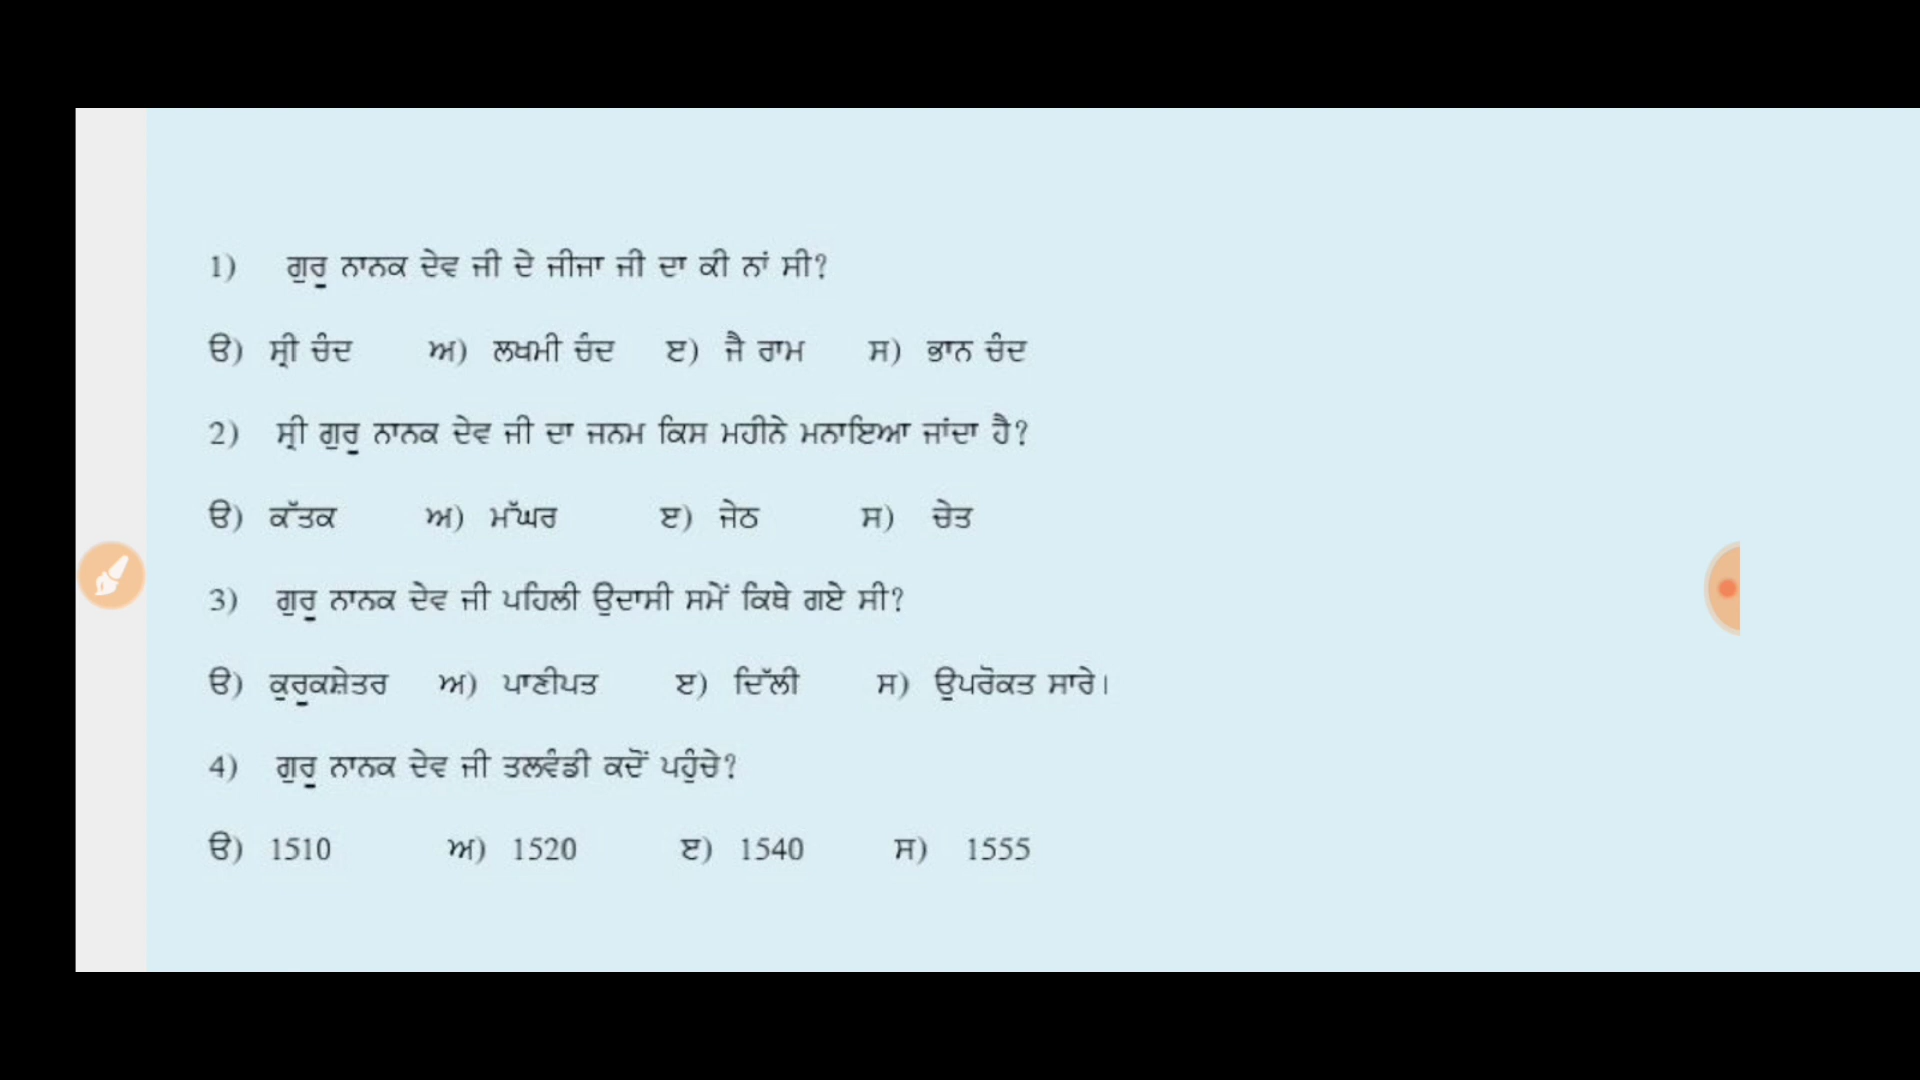 1) ਗੁਰੂ ਨਾਨਕ ਦੇਵ ਜੀ ਦੇ ਜੀਜਾ ਜੀ ਦਾ ਕੀ ਨਾਂ ਸੀ?
ੳ) ਸ੍ਰੀ ਚੰਦ ਅ) ਲਖਮੀ ਚੰਦ ੲ) ਜੈ ਰਾਮ ਸ) ਭਾਨ ਚੰਦ
2) ਸ੍ਰੀ ਗੁਰੂ ਨਾਨਕ ਦੇਵ ਜੀ ਦਾ ਜਨਮ ਕਿਸ ਮਹੀਨੇ ਮਨਾਇਆ ਜਾਂਦਾ ਹੈ?
ੳ) ਕੱਤਕ ਅ) ਮੱਘਰ ੲ) ਜੇਠ ਸ) ਚੇਤ
3) ਗੁਰੂ ਨਾਨਕ ਦੇਵ ਜੀ ਪਹਿਲੀ ਉਦਾਸੀ ਸਮੇਂ ਕਿਥੇ ਗਏ ਸੀ?
ੳ) ਕੁਰੂਕਸ਼ੇਤਰ ਅ) ਪਾਣੀਪਤ ੲ) ਦਿੱਲੀ ਸ) ਉਪਰੋਕਤ ਸਾਰੇ।
4) ਗੁਰੂ ਨਾਨਕ ਦੇਵ ਜੀ ਤਲਵੰਡੀ ਕਦੋਂ ਪਹੁੰਚੇ?
ੳ) 1510 ਅ) 1520 ੲ) 1540 ਸ) 1555